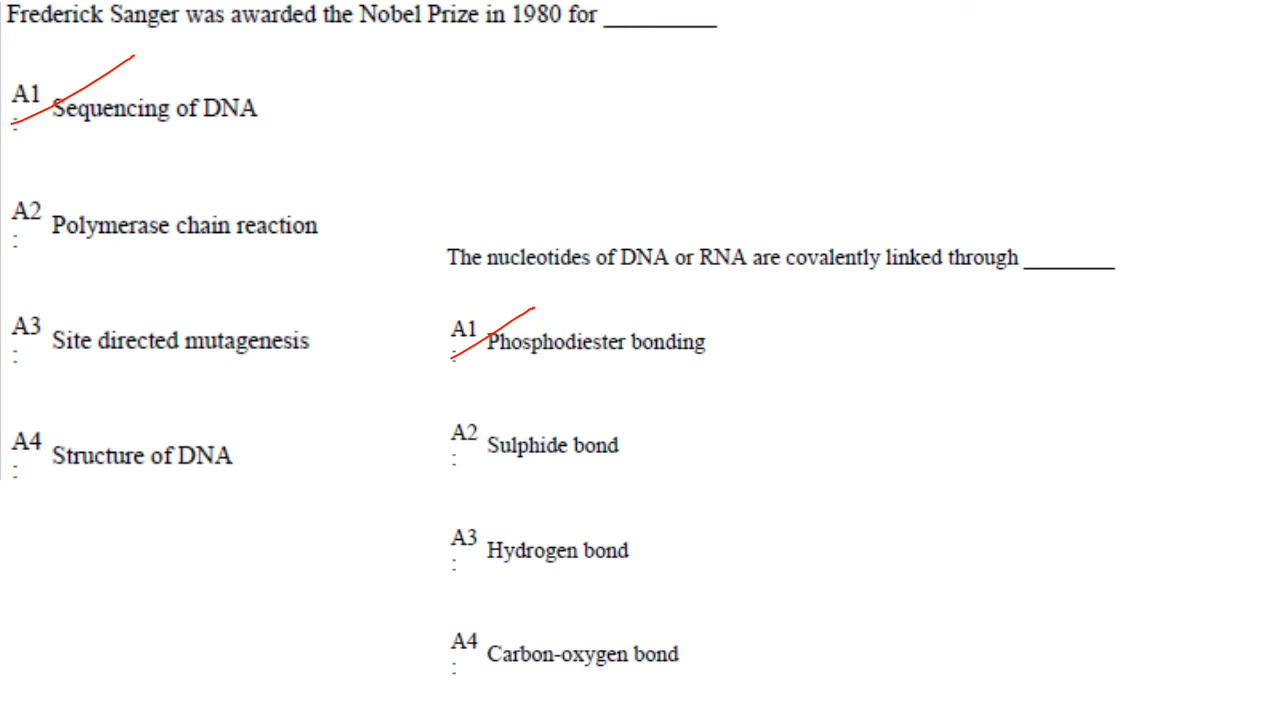 Frederick Sanger was awarded the Nobel Prize in 1980 for __________
A1
: Sequencing of DNA
A2
: Polymerase chain reaction
A3
: Site directed mutagenesis
A4
: Structure of DNA
The nucleotides of DNA or RNA are covalently linked through ________
A1
: Phosphodiester bonding
A2
: Sulphide bond
A3
: Hydrogen bond
A4
: Carbon-oxygen bond